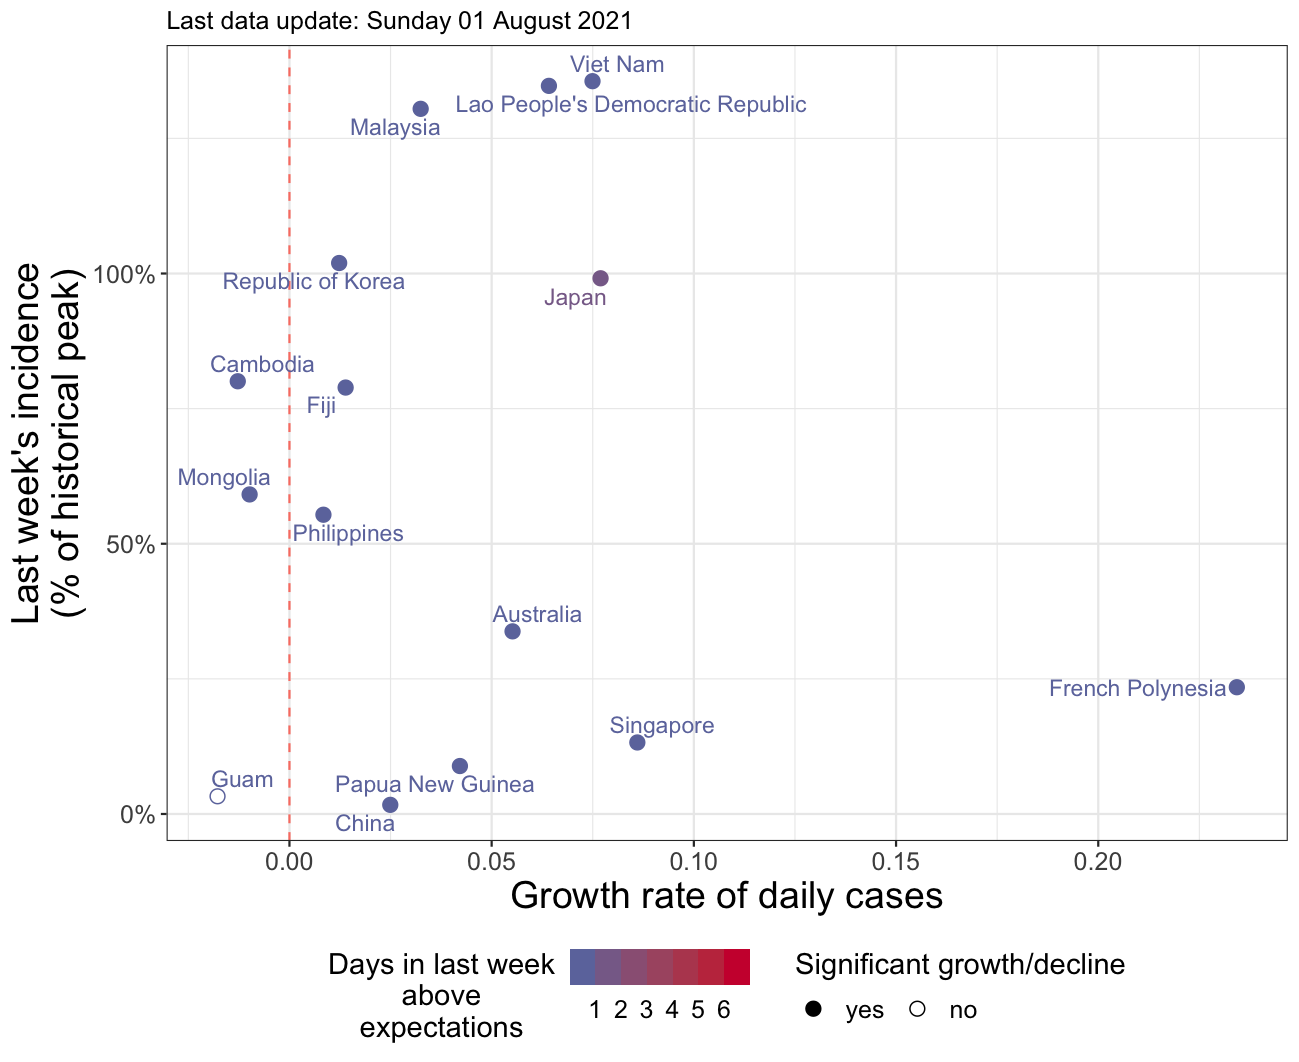 Last data update: Sunday 01 August 2021
Viet Nam
Lao People's Democratic Republic
Malaysia
Republic of Korea
Japan
Cambodia
Fiji
Mongolia
Philippines
Australia
French Polynesia
Singapore
Guam
Papua New Guinea
China
Last week's incidence
(% of historical peak)
100%
50%
0%
0.00 0.05 0.10 0.15 0.20
Growth rate of daily cases
Days in last week
above
expectations
1 2 3 4 5 6
Significant growth/decline
yes no